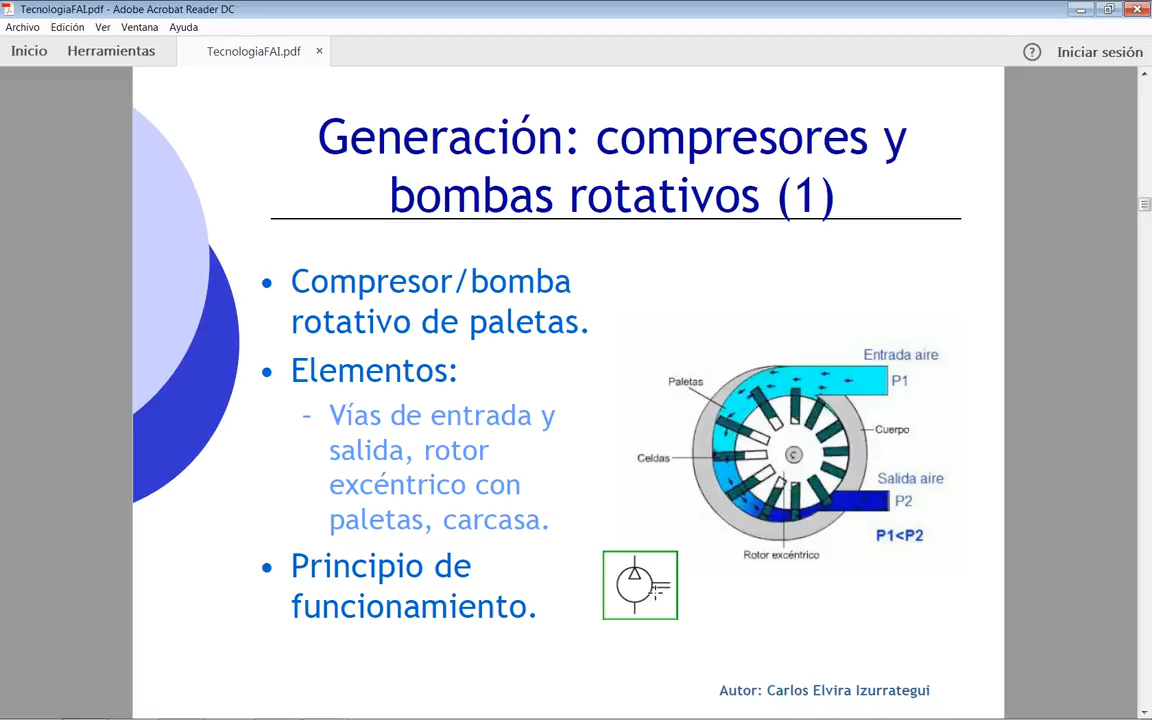 TecnologiaFAI.pdf - Adobe Acrobat Reader DC
Archivo Edición Ver Ventana Ayuda
Inicio Herramientas TecnologiaFAI.pdf × ? Iniciar sesión
Generación: compresores y
bombas rotativos (1)
• Compresor/bomba
rotativo de paletas.
• Elementos:
– Vías de entrada y
salida, rotor
excéntrico con
paletas, carcasa.
• Principio de
funcionamiento.
Entrada aire
P1
Paletas
Cuerpo
Celdas
Salida aire
P2
P1<P2
Rotor excéntrico
Autor: Carlos Elvira Izurrategui